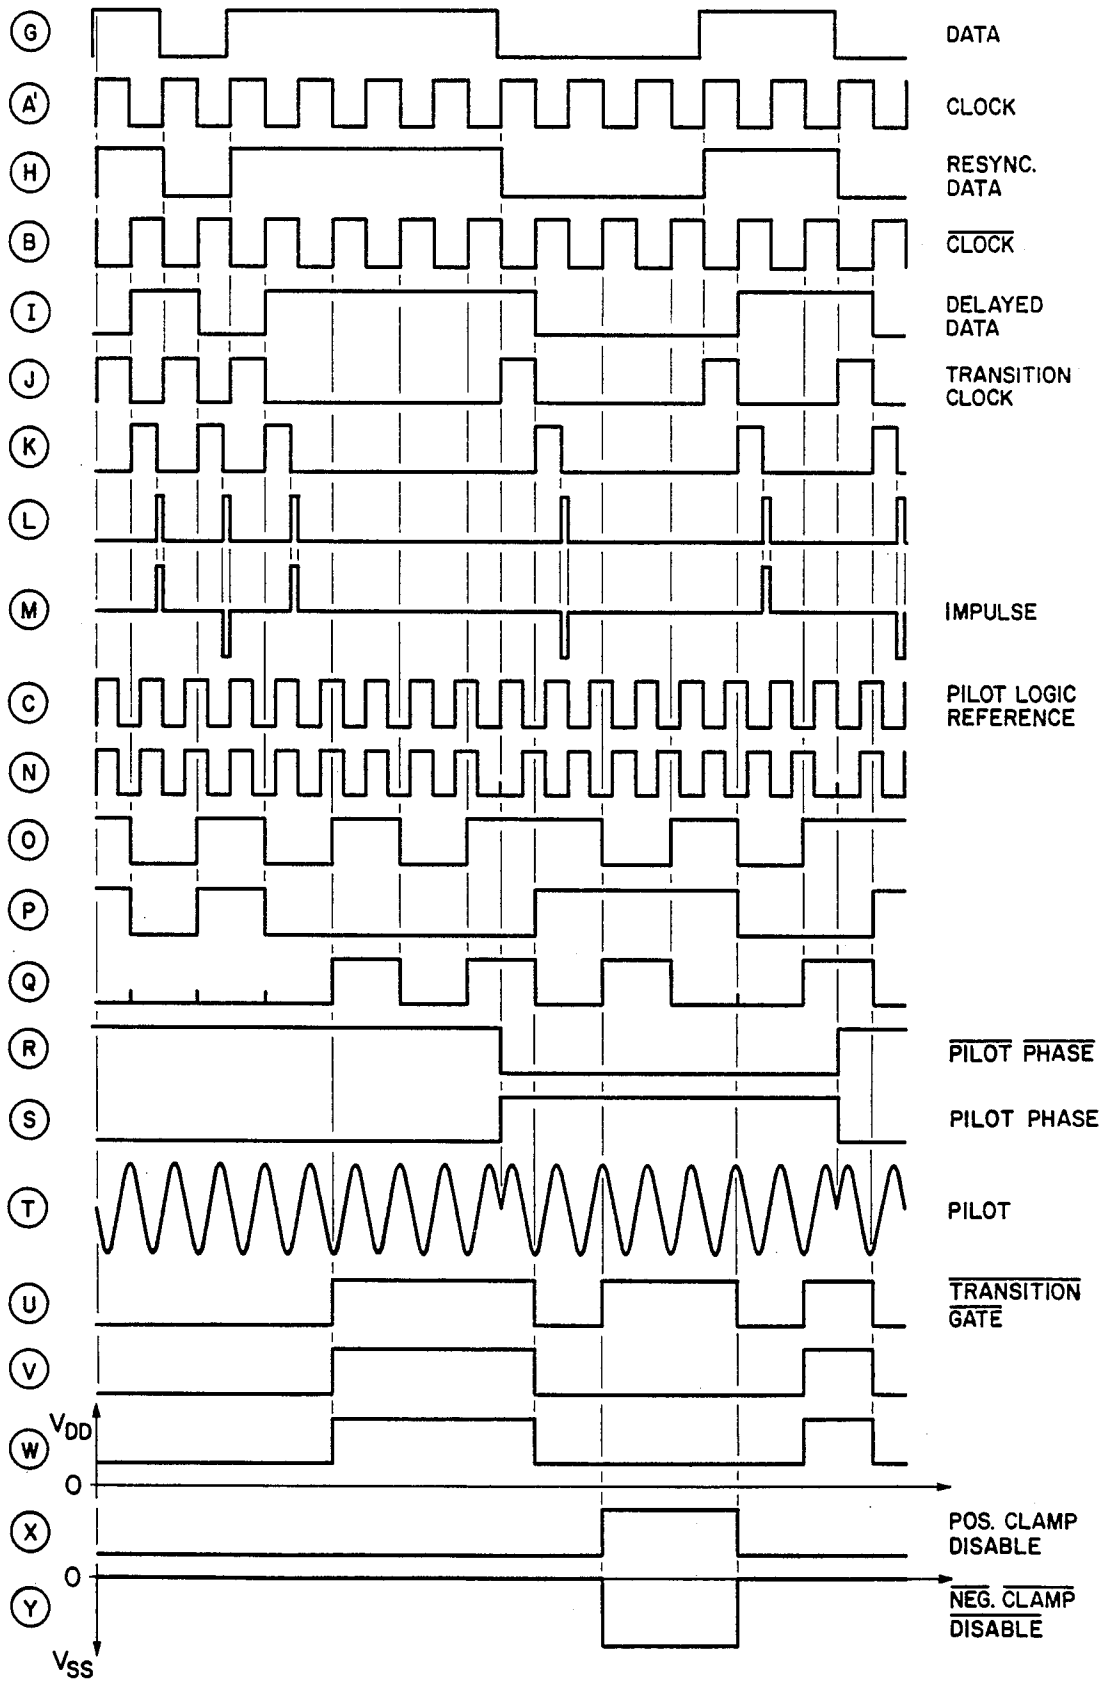 G DATA
A' CLOCK
H RESYNC.
DATA
B CLOCK
I DELAYED
DATA
J TRANSITION
CLOCK
K
L
M IMPULSE
C PILOT LOGIC
REFERENCE
N
O
P
Q
R PILOT PHASE
S PILOT PHASE
T PILOT
U TRANSITION
GATE
V
VDD
W
0
X POS. CLAMP
DISABLE
0
Y NEG. CLAMP
DISABLE
VSS